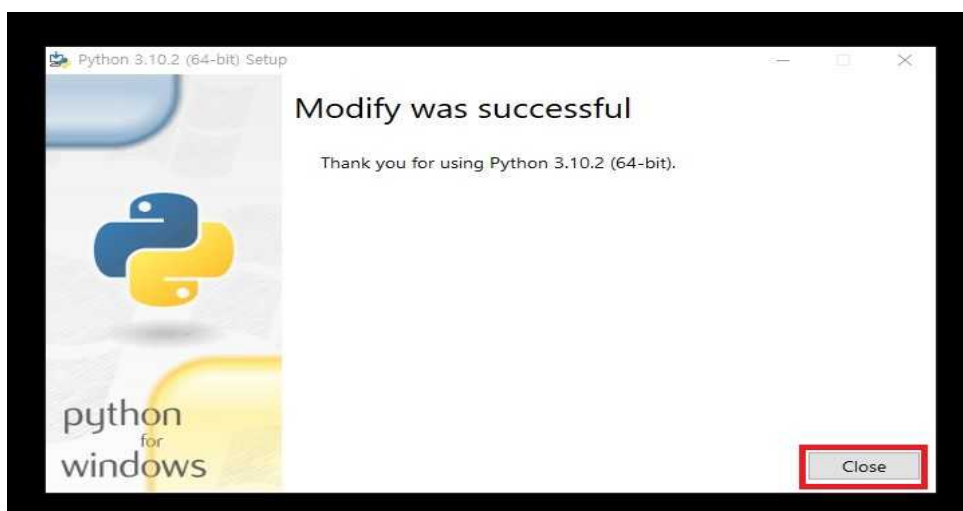 Python 3.10.2 (64-bit) Setup
Modify was successful
Thank you for using Python 3.10.2 (64-bit).
python
for
windows
Close